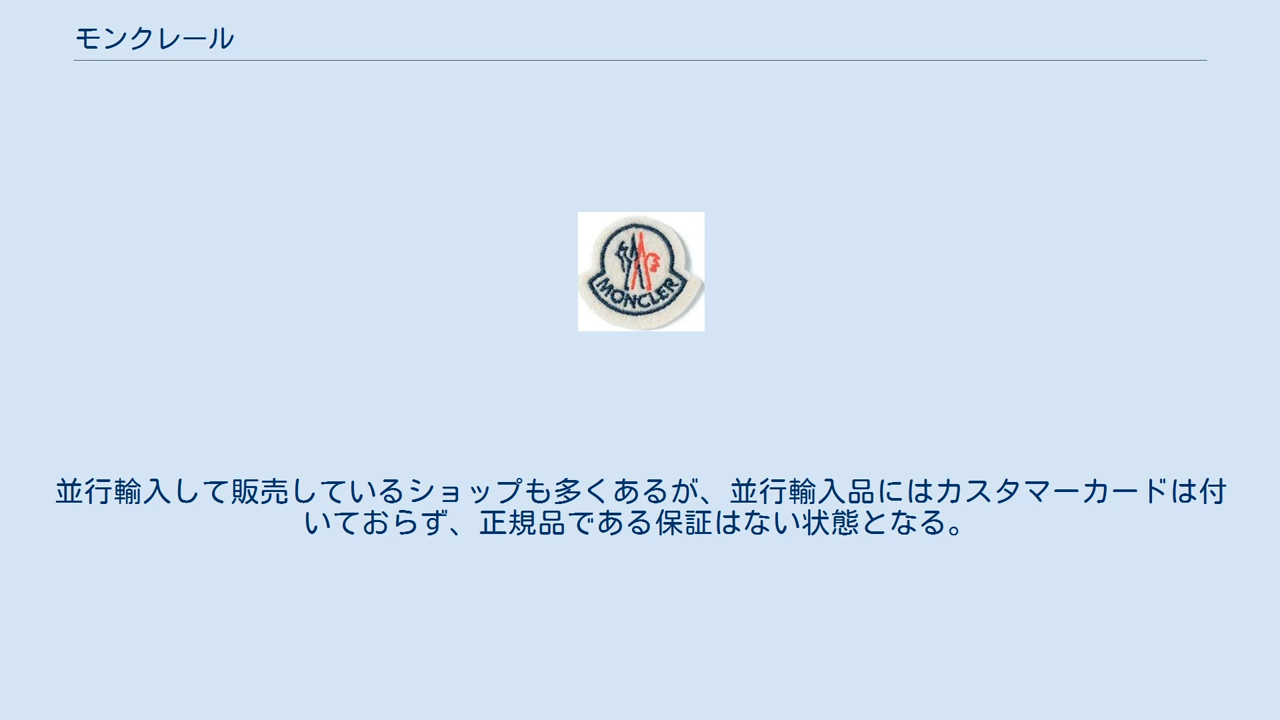 モンクレール
MONCLER
並行輸入して販売しているショップも多くあるが、並行輸入品にはカスタマーカードは付
いておらず、正規品である保証はない状態となる。